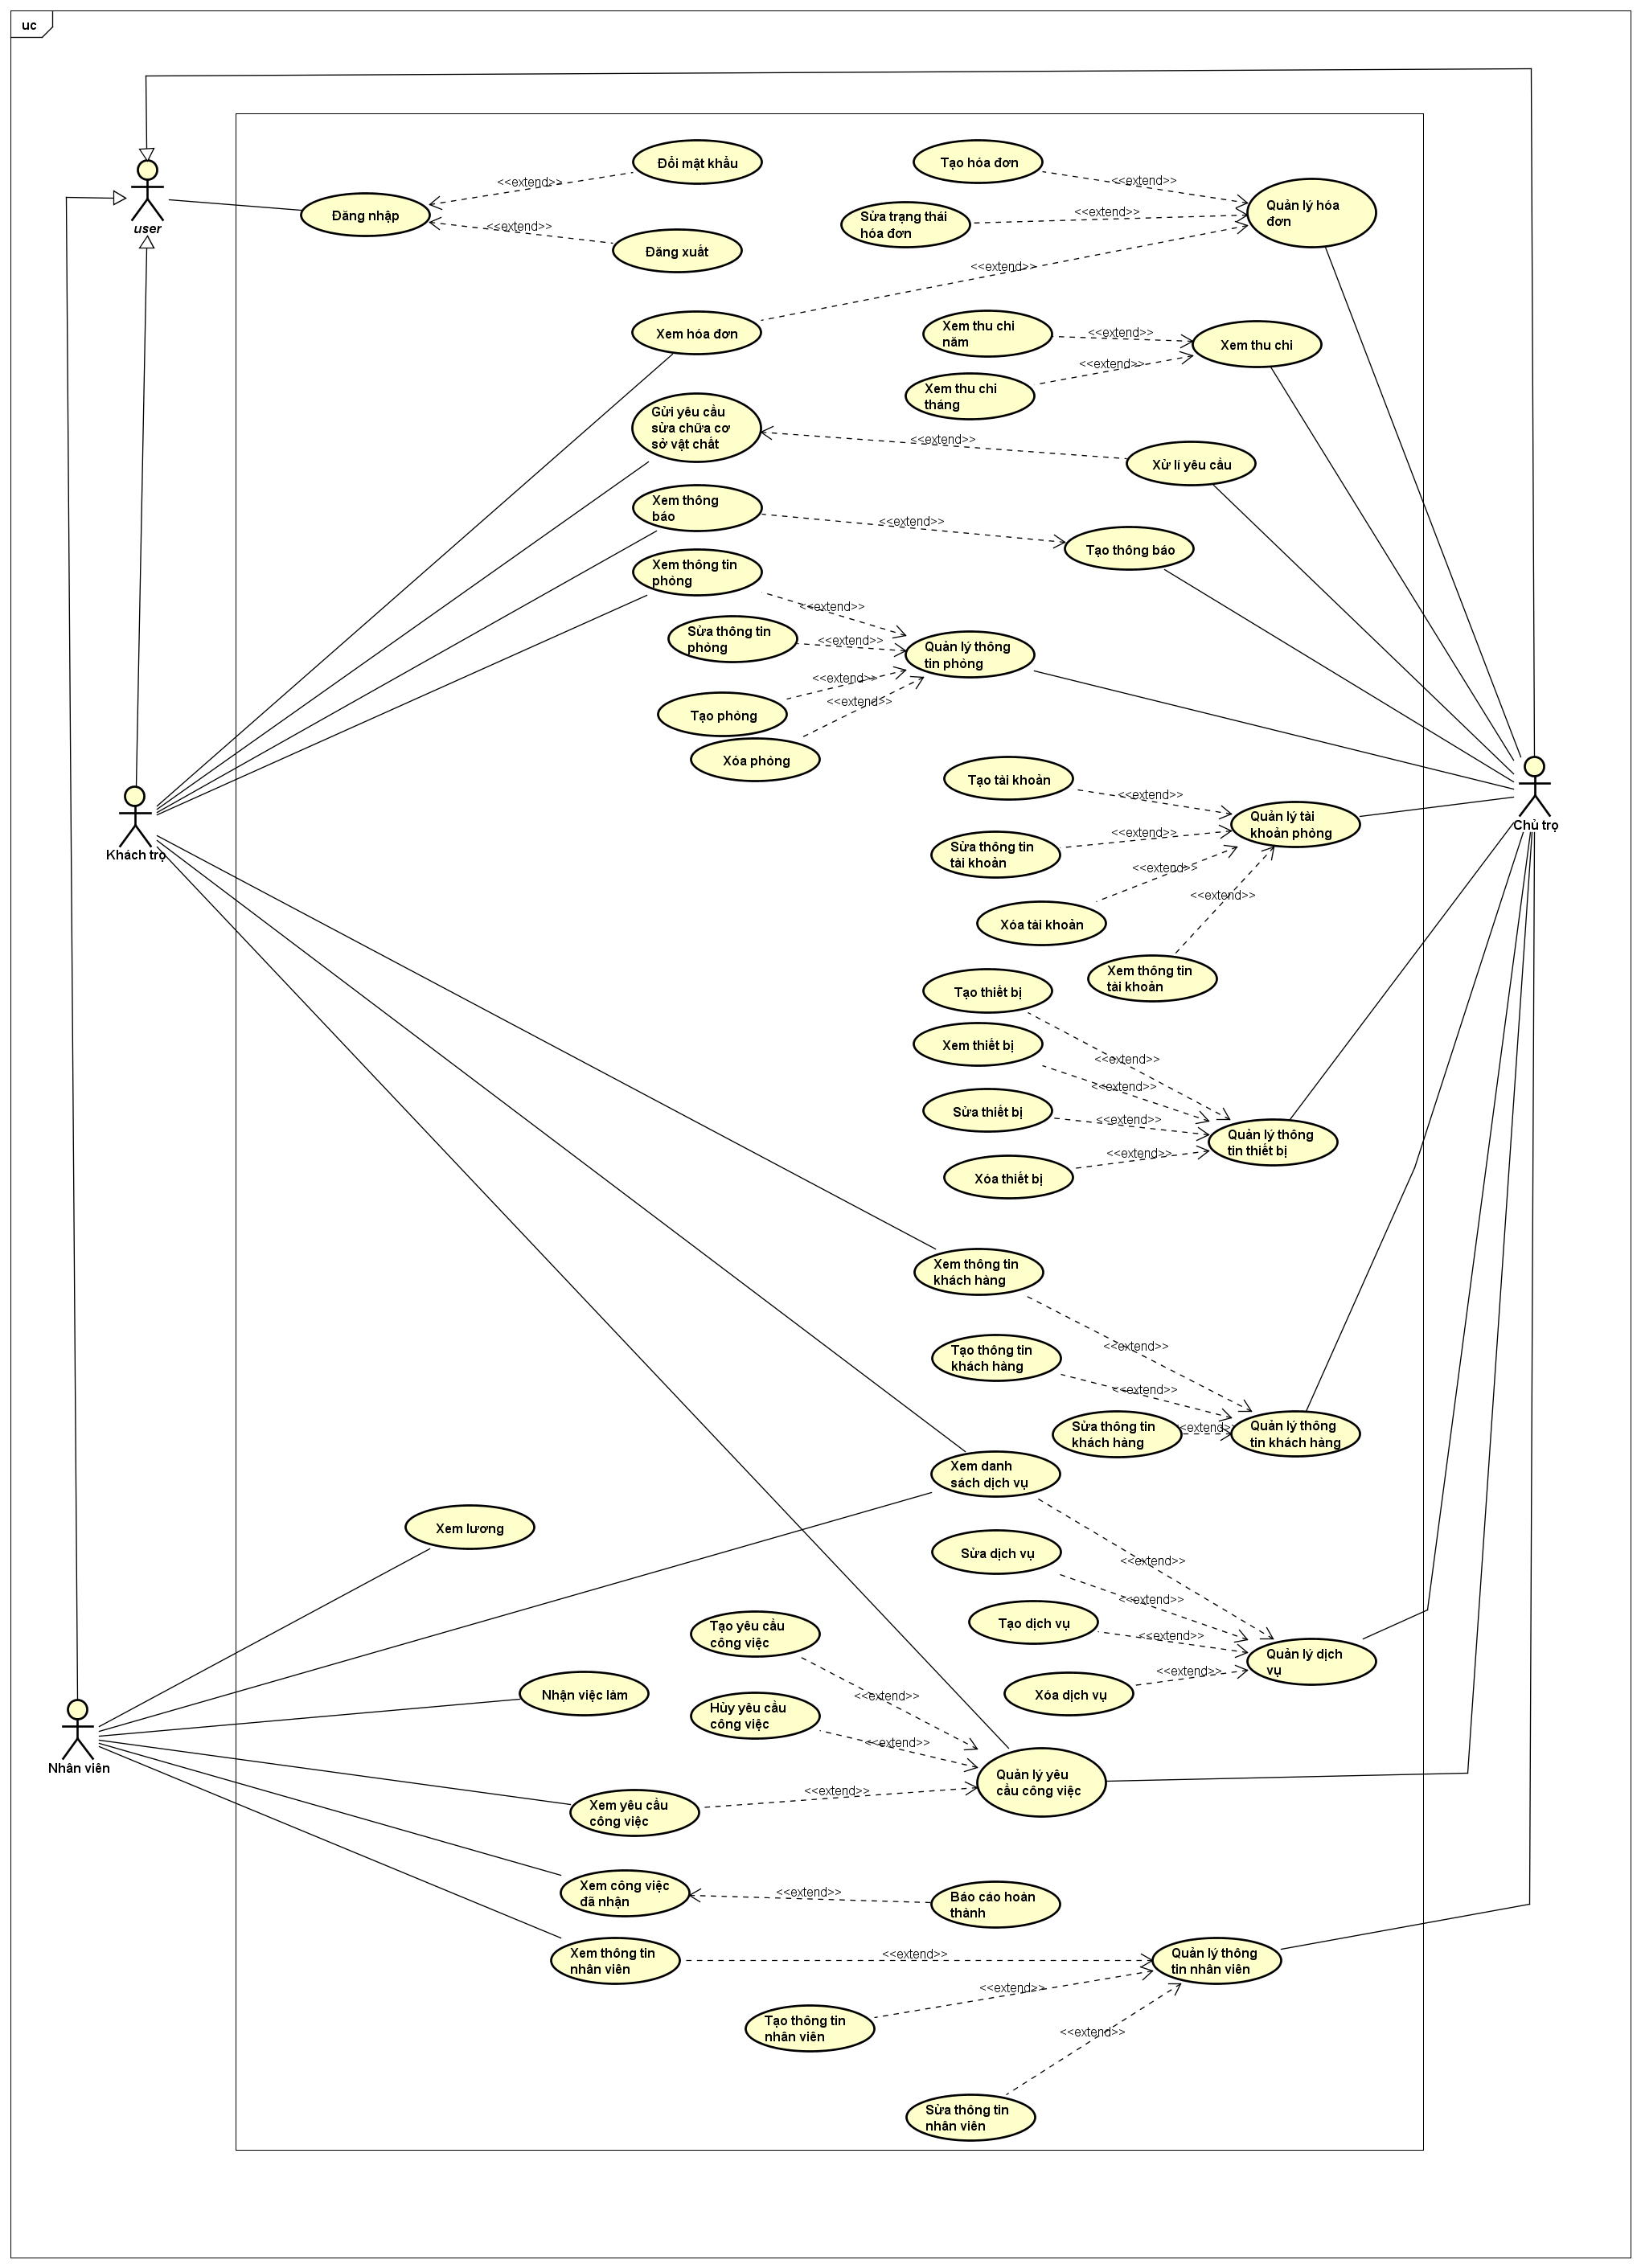 uc
Đổi mật khẩu
Tạo hóa đơn
<<extend>>
<<extend>>
Quản lý hóa
đơn
Đăng nhập
Sửa trạng thái
hóa đơn
<<extend>>
user
<<extend>>
Đăng xuất
<<extend>>
Xem hóa đơn
Xem thu chi
năm
<<extend>>
Xem thu chi
<<extend>>
Xem thu chi
tháng
Gửi yêu cầu
sửa chữa cơ
sở vật chất
<<extend>>
Xử lí yêu cầu
Xem thông
báo
<<extend>>
Tạo thông báo
Xem thông tin
phòng
<<extend>>
Sửa thông tin
phòng
<<extend>>
Quản lý thông
tin phòng
<<extend>>
<<extend>>
Tạo phòng
Xóa phòng
Tạo tài khoản
<<extend>>
Quản lý tài
khoản phòng
Chủ trọ
<<extend>>
Khách trọ
Sửa thông tin
tài khoản
<<extend>>
<<extend>>
Xóa tài khoản
Xem thông tin
tài khoản
Tạo thiết bị
Xem thiết bị
<<extend>>
<<extend>>
Sửa thiết bị
<<extend>>
Quản lý thông
tin thiết bị
<<extend>>
Xóa thiết bị
Xem thông tin
khách hàng
<<extend>>
Tạo thông tin
khách hàng
<<extend>>
Sửa thông tin
khách hàng
<<extend>>
Quản lý thông
tin khách hàng
Xem danh
sách dịch vụ
Xem lương
Sửa dịch vụ
<<extend>>
<<extend>>
Tạo dịch vụ
<<extend>>
Tạo yêu cầu
công việc
Quản lý dịch
vụ
<<extend>>
Nhận việc làm
Xóa dịch vụ
<<extend>>
Hủy yêu cầu
công việc
<<extend>>
Nhân viên
Quản lý yêu
cầu công việc
<<extend>>
Xem yêu cầu
công việc
Xem công việc
đã nhận
<<extend>>
Báo cáo hoàn
thành
Xem thông tin
nhân viên
<<extend>>
Quản lý thông
tin nhân viên
<<extend>>
Tạo thông tin
nhân viên
<<extend>>
Sửa thông tin
nhân viên